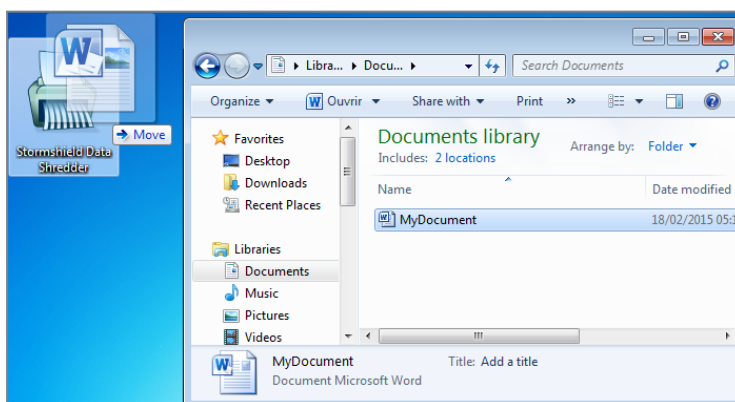 Libra... Docu...
Search Documents
Organize
Ouvrir
Share with
Print
»
Move
Stormshield Data
Shredder
Favorites
Desktop
Downloads
Recent Places
Libraries
Documents
Music
Pictures
Videos
Documents library
Includes: 2 locations
Arrange by: Folder
Name
Date modified
MyDocument
18/02/2015 05:1
MyDocument
Title: Add a title
Document Microsoft Word